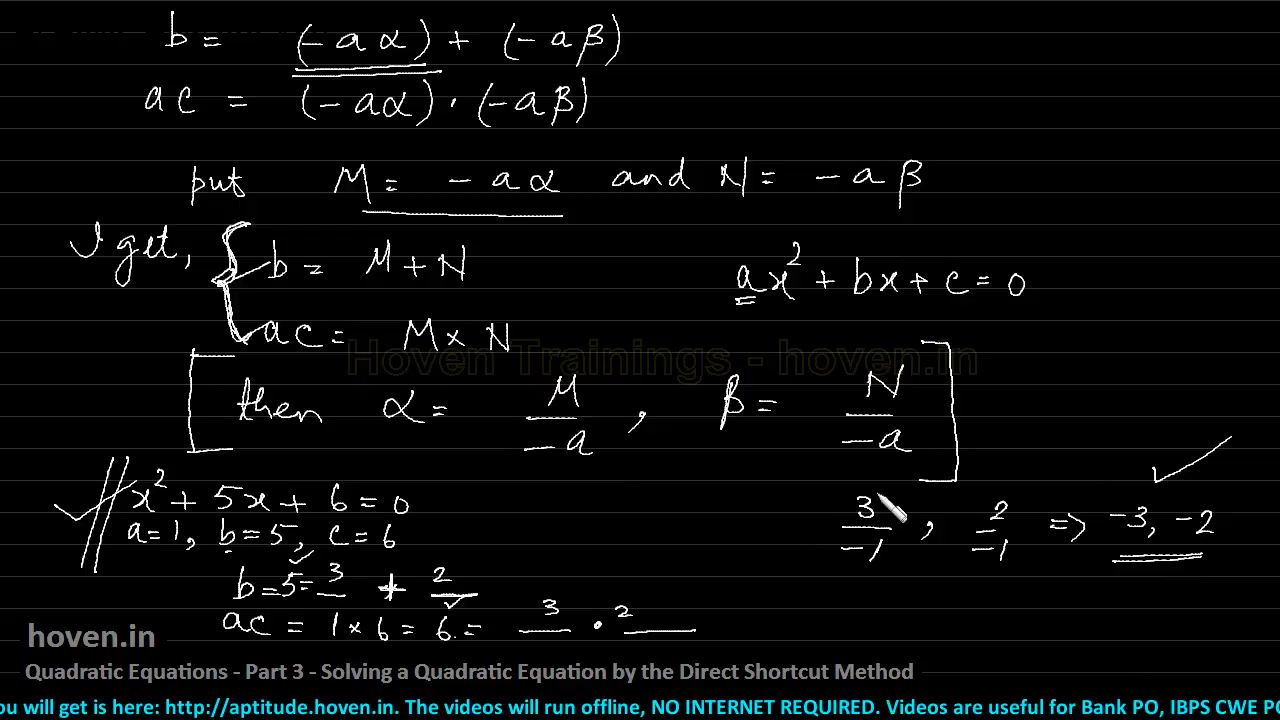 b = (-aα) + (-aβ)
ac = (-aα) · (-aβ)
put M = -aα and N = -aβ
I get, b = M + N
ax² + bx + c = 0
ac = M × N
Hoven Trainings - hoven.in
then α = M/-a , β = N/-a
x² + 5x + 6 = 0
a=1, b=5, c=6
3/-1 , 2/-1 => -3, -2
b=5= 3 + 2
ac = 1 × 6 = 6 = 3 · 2
hoven.in
Quadratic Equations - Part 3 - Solving a Quadratic Equation by the Direct Shortcut Method
ou will get is here: http://aptitude.hoven.in. The videos will run offline, NO INTERNET REQUIRED. Videos are useful for Bank PO, IBPS CWE PO